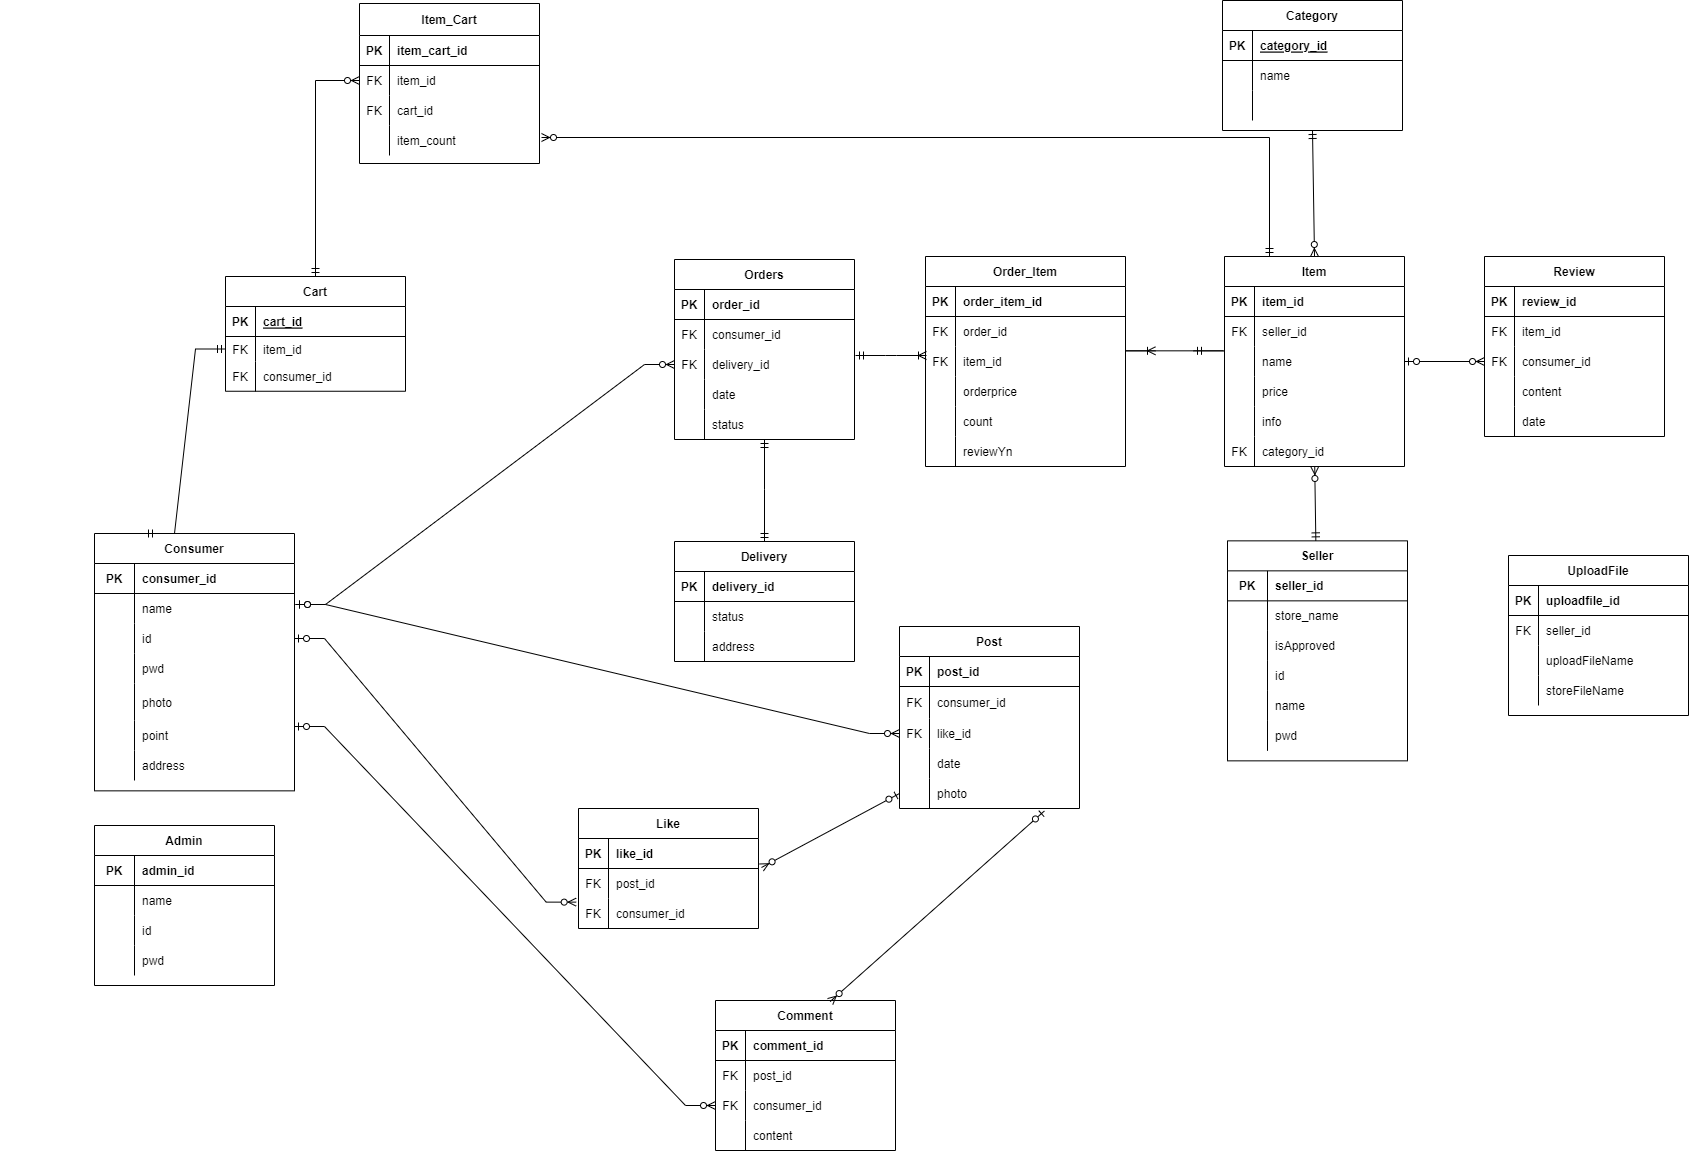 Item_Cart
PK item_cart_id
FK item_id
FK cart_id
item_count
Category
PK category_id
name
Cart
PK cart_id
FK item_id
FK consumer_id
Orders
PK order_id
FK consumer_id
FK delivery_id
date
status
Order_Item
PK order_item_id
FK order_id
FK item_id
orderprice
count
reviewYn
Item
PK item_id
FK seller_id
name
price
info
FK category_id
Review
PK review_id
FK item_id
FK consumer_id
content
date
Consumer
PK consumer_id
name
id
pwd
photo
point
address
Delivery
PK delivery_id
status
address
Seller
PK seller_id
store_name
isApproved
id
name
pwd
UploadFile
PK uploadfile_id
FK seller_id
uploadFileName
storeFileName
Post
PK post_id
FK consumer_id
FK like_id
date
photo
Like
PK like_id
FK post_id
FK consumer_id
Admin
PK admin_id
name
id
pwd
Comment
PK comment_id
FK post_id
FK consumer_id
content